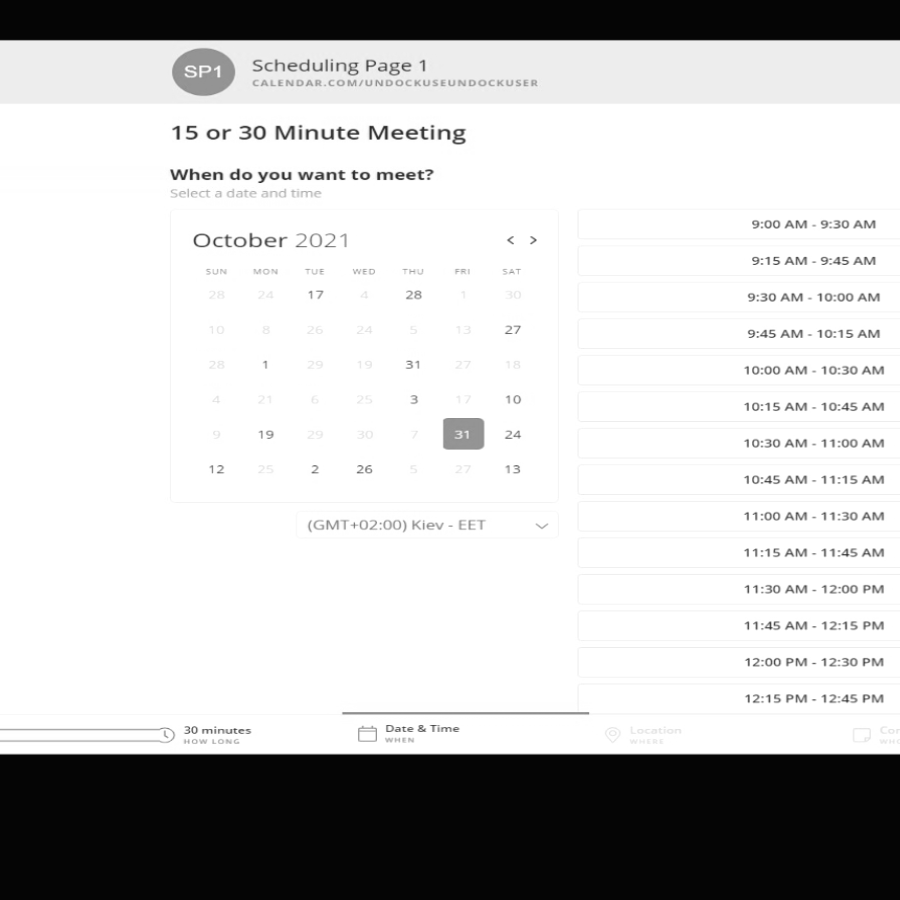 SP1
Scheduling Page 1
CALENDAR.COM/UNDOCKUSEUNDOCKUSER
15 or 30 Minute Meeting
When do you want to meet?
Select a date and time
October 2021 < >
SUN MON TUE WED THU FRI SAT
28 24 17 4 28 1 30
10 8 26 24 5 13 27
28 1 29 19 31 27 18
4 21 6 25 3 17 10
9 19 29 30 7 31 24
12 25 2 26 5 27 13
(GMT+02:00) Kiev - EET
9:00 AM - 9:30 AM
9:15 AM - 9:45 AM
9:30 AM - 10:00 AM
9:45 AM - 10:15 AM
10:00 AM - 10:30 AM
10:15 AM - 10:45 AM
10:30 AM - 11:00 AM
10:45 AM - 11:15 AM
11:00 AM - 11:30 AM
11:15 AM - 11:45 AM
11:30 AM - 12:00 PM
11:45 AM - 12:15 PM
12:00 PM - 12:30 PM
12:15 PM - 12:45 PM
30 minutes
HOW LONG
Date & Time
WHEN
Location
WHERE